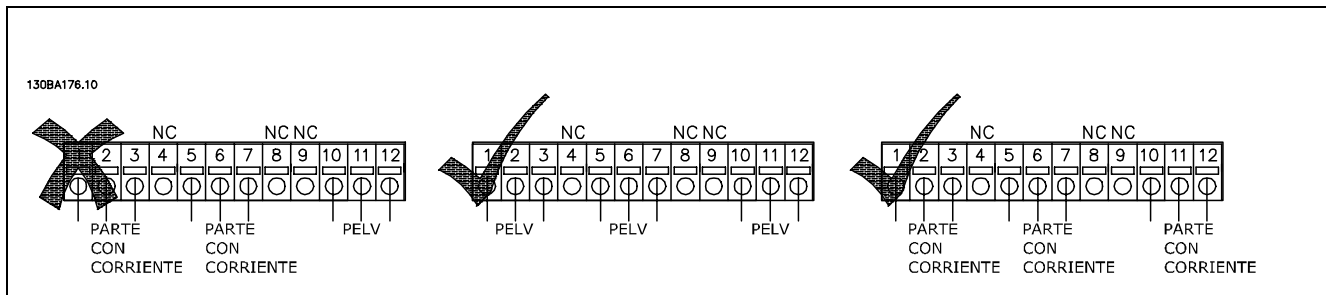 130BA176.10
NC NC NC
2 3 4 5 6 7 8 9 10 11 12
PARTE
CON
CORRIENTE
PARTE
CON
CORRIENTE
PELV
NC NC NC
1 2 3 4 5 6 7 8 9 10 11 12
PELV PELV PELV
NC NC NC
1 2 3 4 5 6 7 8 9 10 11 12
PARTE
CON
CORRIENTE
PARTE
CON
CORRIENTE
PARTE
CON
CORRIENTE